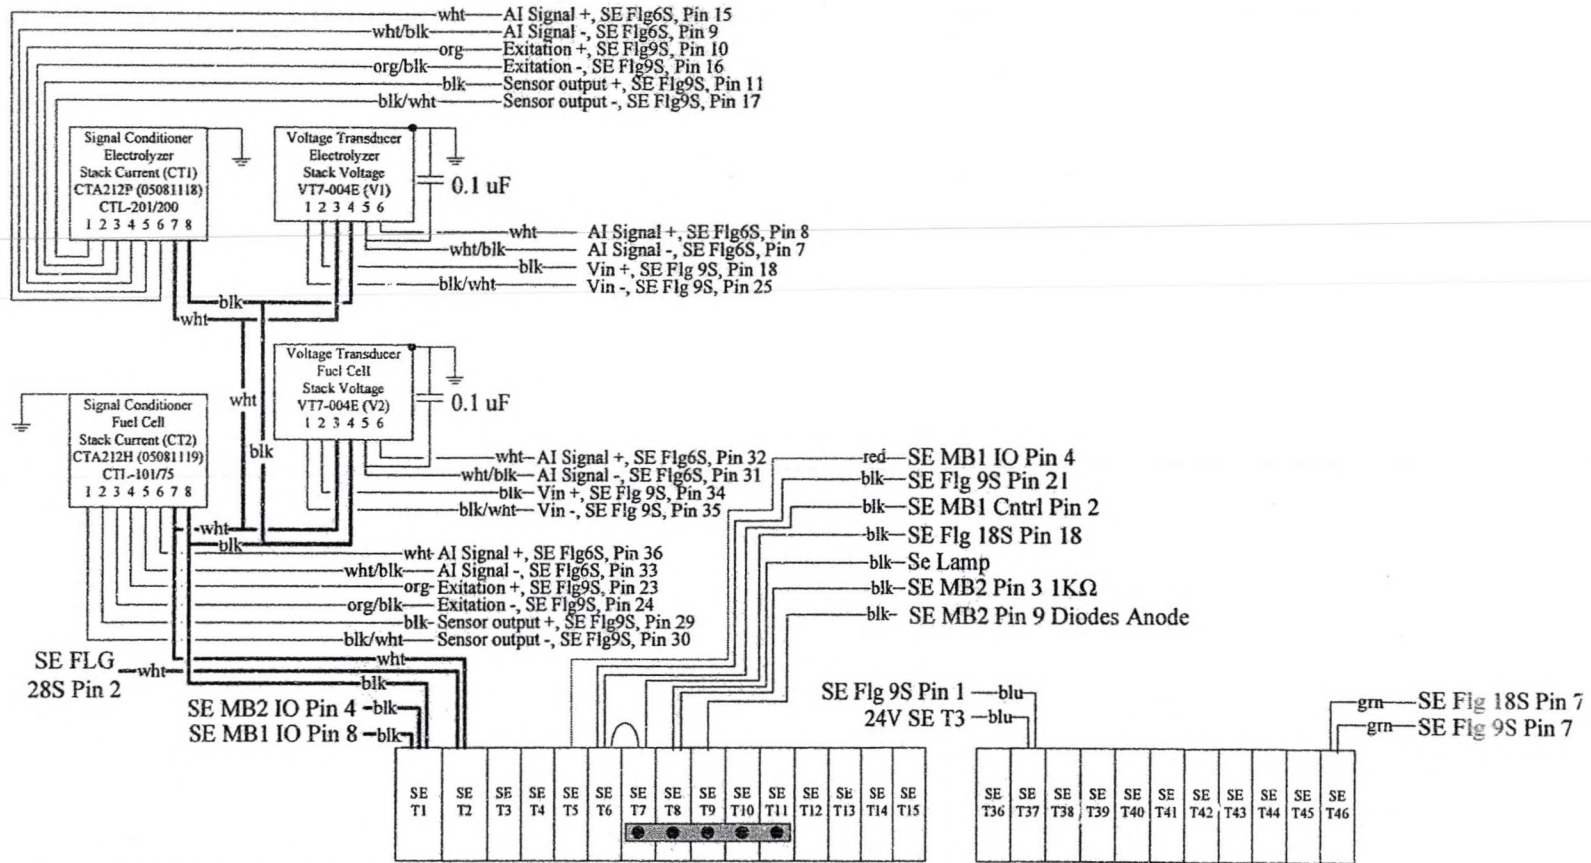 wht AI Signal +, SE Flg6S, Pin 15
wht/blk AI Signal -, SE Flg6S, Pin 9
org Exitation +, SE Flg9S, Pin 10
org/blk Exitation -, SE Flg9S, Pin 16
blk Sensor output +, SE Flg9S, Pin 11
blk/wht Sensor output -, SE Flg9S, Pin 17
Signal Conditioner
Electrolyzer
Stack Current (CT1)
CTA212P (05081118)
CTL-201/200
1 2 3 4 5 6 7 8
Voltage Transducer
Electrolyzer
Stack Voltage
VT7-004E (V1)
1 2 3 4 5 6
0.1 uF
wht AI Signal +, SE Flg6S, Pin 8
wht/blk AI Signal -, SE Flg6S, Pin 7
blk Vin +, SE Flg 9S, Pin 18
blk/wht Vin -, SE Flg 9S, Pin 25
blk
wht
wht
blk
Voltage Transducer
Fuel Cell
Stack Voltage
VT7-004E (V2)
1 2 3 4 5 6
0.1 uF
Signal Conditioner
Fuel Cell
Stack Current (CT2)
CTA212H (05081119)
CTL-101/75
1 2 3 4 5 6 7 8
wht AI Signal +, SE Flg6S, Pin 32
wht/blk AI Signal -, SE Flg6S, Pin 31
blk Vin +, SE Flg 9S, Pin 34
blk/wht Vin -, SE Flg 9S, Pin 35
wht
blk
wht AI Signal +, SE Flg6S, Pin 36
wht/blk AI Signal -, SE Flg6S, Pin 33
org Exitation +, SE Flg9S, Pin 23
org/blk Exitation -, SE Flg9S, Pin 24
blk Sensor output +, SE Flg9S, Pin 29
blk/wht Sensor output -, SE Flg9S, Pin 30
red SE MB1 IO Pin 4
blk SE Flg 9S Pin 21
blk SE MB1 Cntrl Pin 2
blk SE Flg 18S Pin 18
blk Se Lamp
blk SE MB2 Pin 3 1KΩ
blk SE MB2 Pin 9 Diodes Anode
wht
SE FLG
28S Pin 2
wht
blk
SE MB2 IO Pin 4 blk
SE MB1 IO Pin 8 blk
SE Flg 9S Pin 1 blu
24V SE T3 blu
grn SE Flg 18S Pin 7
grn SE Flg 9S Pin 7
SE T1
SE T2
SE T3
SE T4
SE T5
SE T6
SE T7
SE T8
SE T9
SE T10
SE T11
SE T12
SE T13
SE T14
SE T15
SE T36
SE T37
SE T38
SE T39
SE T40
SE T41
SE T42
SE T43
SE T44
SE T45
SE T46